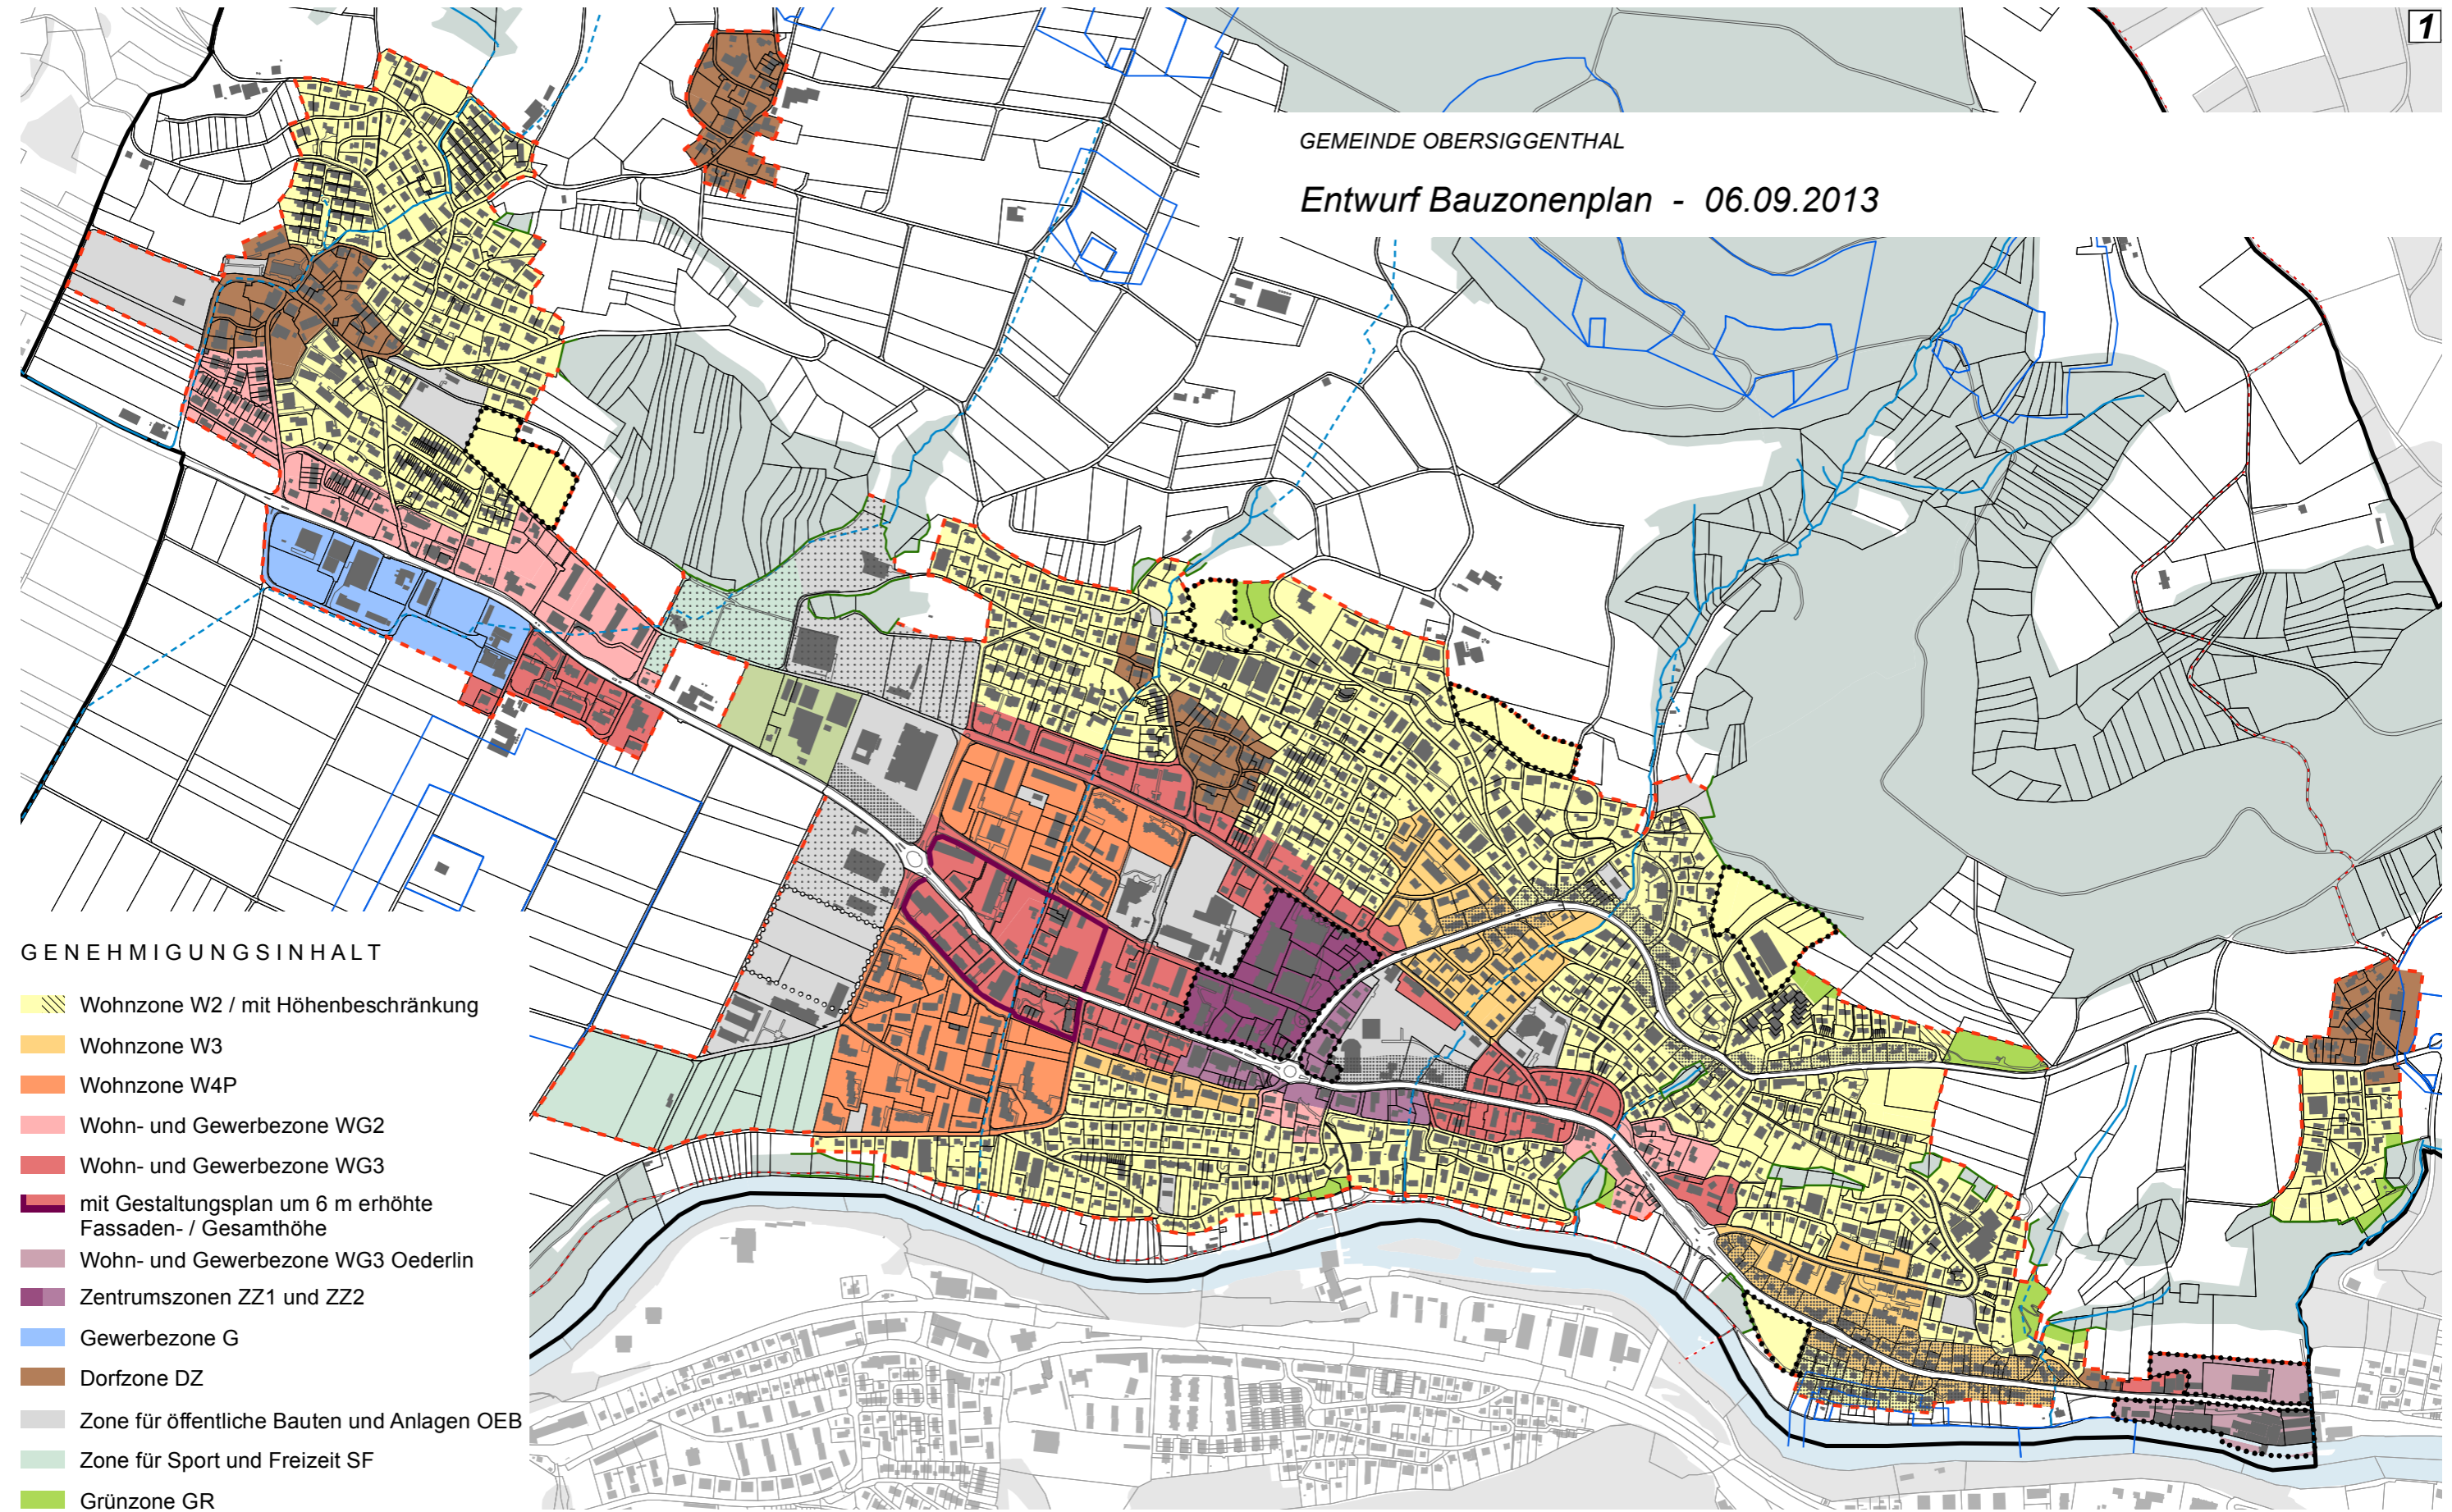 1
GEMEINDE OBERSIGGENTHAL
Entwurf Bauzonenplan - 06.09.2013
GENEHMIGUNGSINHALT
Wohnzone W2 / mit Höhenbeschränkung
Wohnzone W3
Wohnzone W4P
Wohn- und Gewerbezone WG2
Wohn- und Gewerbezone WG3
mit Gestaltungsplan um 6 m erhöhte
Fassaden- / Gesamthöhe
Wohn- und Gewerbezone WG3 Oederlin
Zentrumszonen ZZ1 und ZZ2
Gewerbezone G
Dorfzone DZ
Zone für öffentliche Bauten und Anlagen OEB
Zone für Sport und Freizeit SF
Grünzone GR